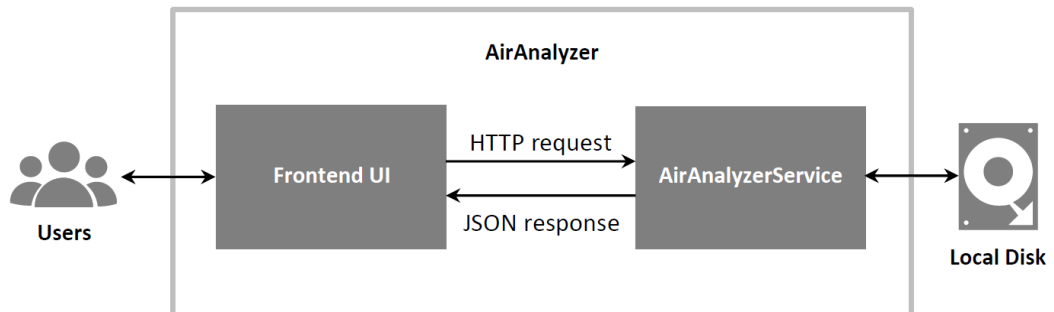 AirAnalyzer
HTTP request
Frontend UI
AirAnalyzerService
JSON response
Users
Local Disk